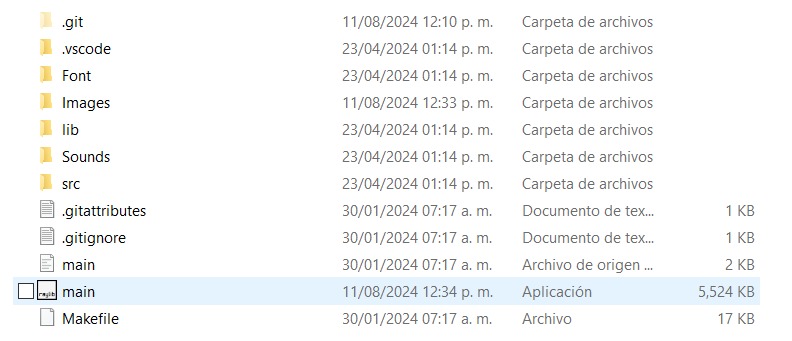 .git 11/08/2024 12:10 p. m. Carpeta de archivos
.vscode 23/04/2024 01:14 p. m. Carpeta de archivos
Font 23/04/2024 01:14 p. m. Carpeta de archivos
Images 11/08/2024 12:33 p. m. Carpeta de archivos
lib 23/04/2024 01:14 p. m. Carpeta de archivos
Sounds 23/04/2024 01:14 p. m. Carpeta de archivos
src 23/04/2024 01:14 p. m. Carpeta de archivos
.gitattributes 30/01/2024 07:17 a. m. Documento de tex... 1 KB
.gitignore 30/01/2024 07:17 a. m. Documento de tex... 1 KB
main 30/01/2024 07:17 a. m. Archivo de origen ... 2 KB
raylib main 11/08/2024 12:34 p. m. Aplicación 5,524 KB
Makefile 30/01/2024 07:17 a. m. Archivo 17 KB